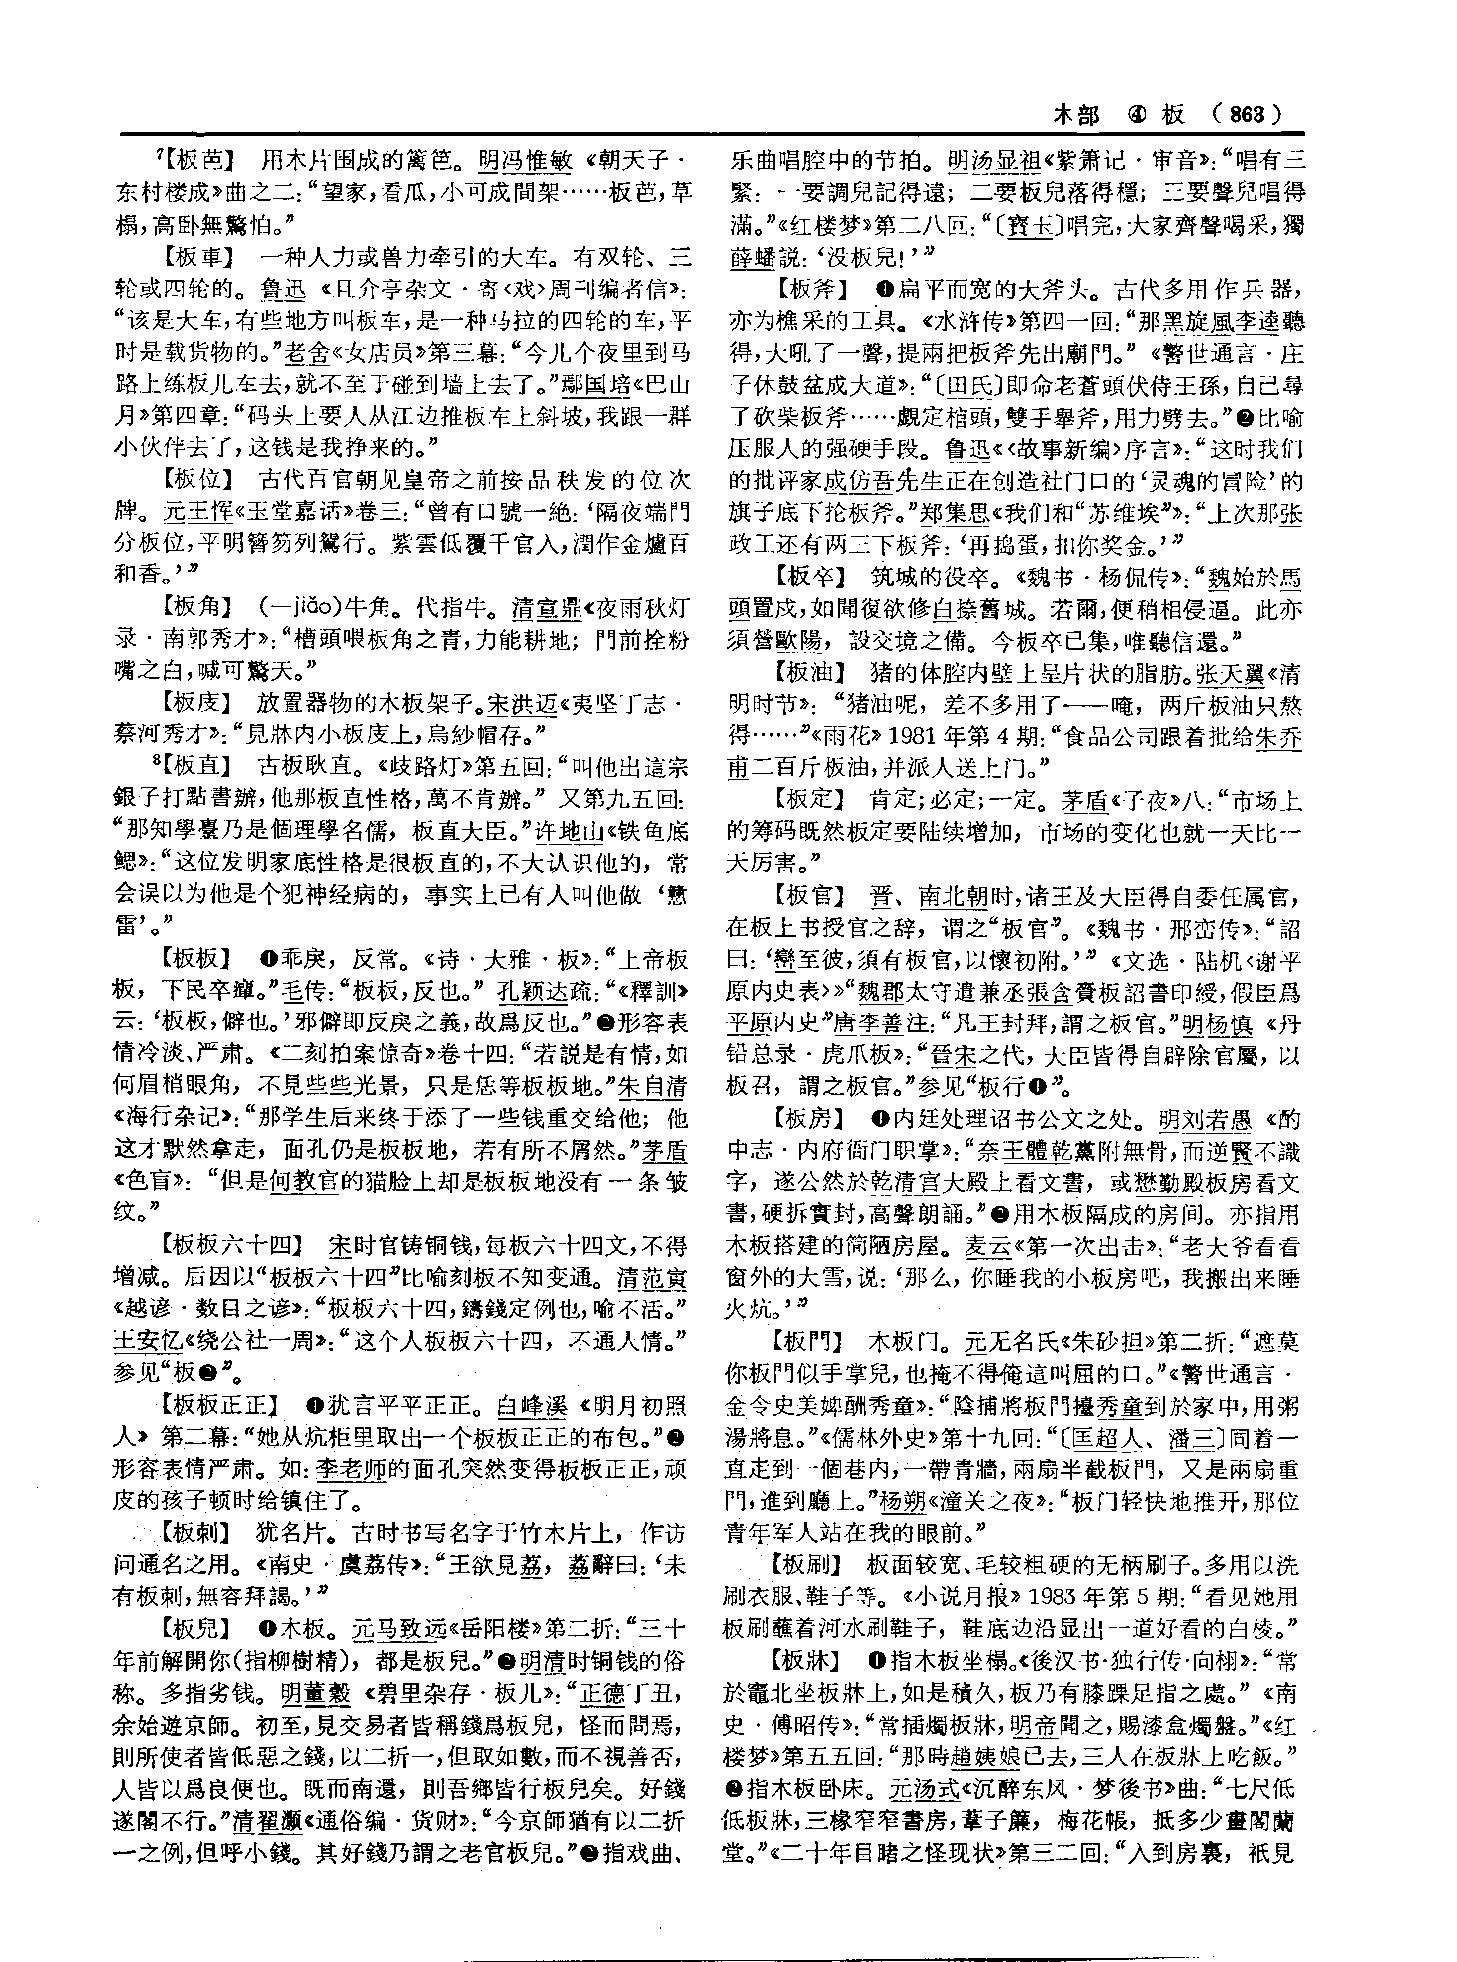 木部 ④ 板 （863）
⁷【板芭】 用木片围成的篱笆。明冯惟敏《朝天子·
东村楼成》曲之二：“望家，看瓜，小可成間架……板芭，草
榻，高卧無驚怕。”
【板車】 一种人力或兽力牵引的大车。有双轮、三
轮或四轮的。鲁迅《且介亭杂文·寄〈戏〉周刊编者信》：
“该是大车，有些地方叫板车，是一种马拉的四轮的车，平
时是载货物的。”老舍《女店员》第三幕：“今儿个夜里到马
路上练板儿车去，就不至于碰到墙上去了。”鄢国培《巴山
月》第四章：“码头上要人从江边推板车上斜坡，我跟一群
小伙伴去了，这钱是我挣来的。”
【板位】 古代百官朝见皇帝之前按品秩发的位次
牌。元王恽《玉堂嘉话》卷三：“曾有口號一絶：‘隔夜端門
分板位，平明簪笏列鴛行。紫雲低覆千官入，潤作金爐百
和香。’”
【板角】 （—jiǎo）牛角。代指牛。清宣鼎《夜雨秋灯
录·南郭秀才》：“槽頭喂板角之青，力能耕地；門前拴粉
嘴之白，喊可驚天。”
【板庋】 放置器物的木板架子。宋洪迈《夷坚丁志·
蔡河秀才》：“見牀内小板庋上，烏紗帽存。”
⁸【板直】 古板耿直。《歧路灯》第五回：“叫他出這宗
銀子打點書辦，他那板直性格，萬不肯辦。”又第九五回：
“那知學臺乃是個理學名儒，板直大臣。”许地山《铁鱼底
鳃》：“这位发明家底性格是很板直的，不大认识他的，常
会误以为他是个犯神经病的，事实上已有人叫他做‘戆
雷’。”
【板板】 ❶乖戾，反常。《诗·大雅·板》：“上帝板
板，下民卒癉。”毛传：“板板，反也。”孔颖达疏：“《釋訓》
云：‘板板，僻也。’邪僻即反戾之義，故爲反也。”❷形容表
情冷淡、严肃。《二刻拍案惊奇》卷十四：“若説是有情，如
何眉梢眼角，不見些些光景，只是恁等板板地。”朱自清
《海行杂记》：“那学生后来终于添了一些钱重交给他；他
这才默然拿走，面孔仍是板板地，若有所不屑然。”茅盾
《色盲》：“但是何教官的猫脸上却是板板地没有一条皱
纹。”
【板板六十四】 宋时官铸铜钱，每板六十四文，不得
增减。后因以“板板六十四”比喻刻板不知变通。清范寅
《越谚·数目之谚》：“板板六十四，鑄錢定例也，喻不活。”
王安忆《绕公社一周》：“这个人板板六十四，不通人情。”
参见“板❷”。
【板板正正】 ❶犹言平平正正。白峰溪《明月初照
人》第二幕：“她从炕柜里取出一个板板正正的布包。”❷
形容表情严肃。如：李老师的面孔突然变得板板正正，顽
皮的孩子顿时给镇住了。
【板刺】 犹名片。古时书写名字于竹木片上，作访
问通名之用。《南史·虞荔传》：“王欲見荔，荔辭曰：‘未
有板刺，無容拜謁。’”
【板兒】 ❶木板。元马致远《岳阳楼》第二折：“三十
年前解開你（指柳樹精），都是板兒。”❷明清时铜钱的俗
称。多指劣钱。明董穀《碧里杂存·板儿》：“正德丁丑，
余始遊京師。初至，見交易者皆稱錢爲板兒，怪而問焉，
則所使者皆低惡之錢，以二折一，但取如數，而不視善否，
人皆以爲良便也。既而南還，則吾鄉皆行板兒矣。好錢
遂閣不行。”清翟灏《通俗编·货财》：“今京師猶有以二折
一之例，但呼小錢。其好錢乃謂之老官板兒。”❸指戏曲、
乐曲唱腔中的节拍。明汤显祖《紫箫记·审音》：“唱有三
緊：一要調兒記得遠；二要板兒落得穩；三要聲兒唱得
滿。”《红楼梦》第二八回：“〔寶玉〕唱完，大家齊聲喝采，獨
薛蟠説：‘没板兒！’”
【板斧】 ❶扁平而宽的大斧头。古代多用作兵器，
亦为樵采的工具。《水浒传》第四一回：“那黑旋風李逵聽
得，大吼了一聲，提兩把板斧先出廟門。”《警世通言·庄
子休鼓盆成大道》：“〔田氏〕即命老蒼頭伏侍王孫，自己尋
了砍柴板斧……覷定棺頭，雙手舉斧，用力劈去。”❷比喻
压服人的强硬手段。鲁迅《〈故事新编〉序言》：“这时我们
的批评家成仿吾先生正在创造社门口的‘灵魂的冒险’的
旗子底下抡板斧。”郑集思《我们和“苏维埃”》：“上次那张
政工还有两三下板斧：‘再捣蛋，扣你奖金。’”
【板卒】 筑城的役卒。《魏书·杨侃传》：“魏始於馬
頭置戍，如聞復欲修白捺舊城。若爾，便稍相侵逼。此亦
須營歐陽，設交境之備。今板卒已集，唯聽信還。”
【板油】 猪的体腔内壁上呈片状的脂肪。张天翼《清
明时节》：“猪油呢，差不多用了——唵，两斤板油只熬
得……”《雨花》1981年第4期：“食品公司跟着批给朱乔
甫二百斤板油，并派人送上门。”
【板定】 肯定；必定；一定。茅盾《子夜》八：“市场上
的筹码既然板定要陆续增加，市场的变化也就一天比一
天厉害。”
【板官】 晋、南北朝时，诸王及大臣得自委任属官，
在板上书授官之辞，谓之“板官”。《魏书·邢峦传》：“詔
曰：‘巒至彼，須有板官，以懷初附。’”《文选·陆机〈谢平
原内史表〉》“魏郡太守遣兼丞張含賫板詔書印綬，假臣爲
平原内史”唐李善注：“凡王封拜，謂之板官。”明杨慎《丹
铅总录·虎爪板》：“晉宋之代，大臣皆得自辟除官屬，以
板召，謂之板官。”参见“板行❶”。
【板房】 ❶内廷处理诏书公文之处。明刘若愚《酌
中志·内府衙门职掌》：“奈王體乾黨附無骨，而逆賢不識
字，遂公然於乾清宫大殿上看文書，或懋勤殿板房看文
書，硬拆實封，高聲朗誦。”❷用木板隔成的房间。亦指用
木板搭建的简陋房屋。麦云《第一次出击》：“老大爷看看
窗外的大雪，说：‘那么，你睡我的小板房吧，我搬出来睡
火炕。’”
【板門】 木板门。元无名氏《朱砂担》第二折：“遮莫
你板門似手掌兒，也掩不得俺這叫屈的口。”《警世通言·
金令史美婢酬秀童》：“陰捕將板門擡秀童到於家中，用粥
湯將息。”《儒林外史》第十九回：“〔匡超人、潘三〕同着一
直走到一個巷内，一帶青牆，兩扇半截板門，又是兩扇重
門，進到廳上。”杨朔《潼关之夜》：“板门轻快地推开，那位
青年军人站在我的眼前。”
【板刷】 板面较宽、毛较粗硬的无柄刷子。多用以洗
刷衣服、鞋子等。《小说月报》1983年第5期：“看见她用
板刷蘸着河水刷鞋子，鞋底边沿显出一道好看的白棱。”
【板牀】 ❶指木板坐榻。《後汉书·独行传·向栩》：“常
於竈北坐板牀上，如是積久，板乃有膝踝足指之處。”《南
史·傅昭传》：“常插燭板牀，明帝聞之，賜漆盒燭盤。”《红
楼梦》第五五回：“那時趙姨娘已去，三人在板牀上吃飯。”
❷指木板卧床。元汤式《沉醉东风·梦後书》曲：“七尺低
低板牀，三椽窄窄書房，葦子簾，梅花帳，抵多少畫閣蘭
堂。”《二十年目睹之怪现状》第三二回：“入到房裏，祇見